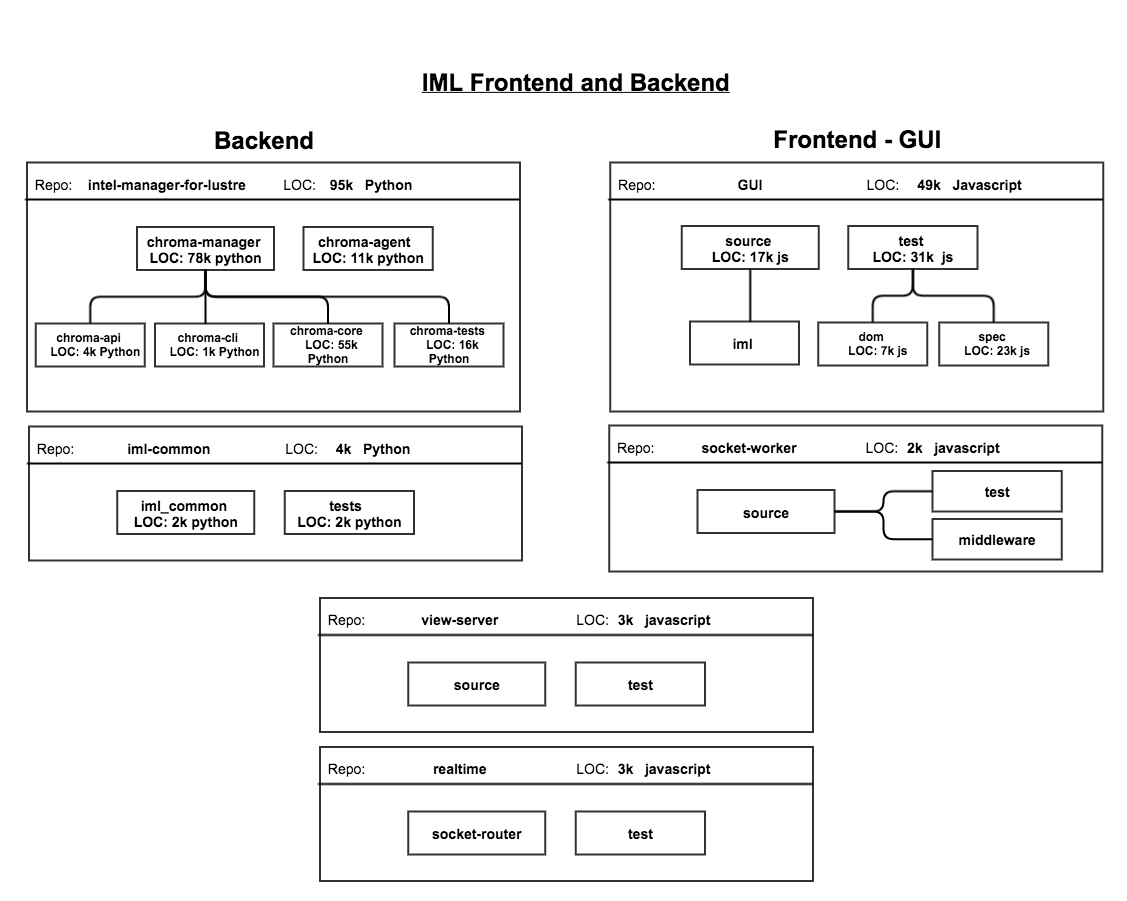 IML Frontend and Backend
Backend
Repo: intel-manager-for-lustre LOC: 95k Python
chroma-manager
LOC: 78k python
chroma-agent
LOC: 11k python
chroma-api
LOC: 4k Python
chroma-cli
LOC: 1k Python
chroma-core
LOC: 55k
Python
chroma-tests
LOC: 16k
Python
Repo: iml-common LOC: 4k Python
iml_common
LOC: 2k python
tests
LOC: 2k python
Frontend - GUI
Repo: GUI LOC: 49k Javascript
source
LOC: 17k js
test
LOC: 31k js
iml
dom
LOC: 7k js
spec
LOC: 23k js
Repo: socket-worker LOC: 2k javascript
source
test
middleware
Repo: view-server LOC: 3k javascript
source
test
Repo: realtime LOC: 3k javascript
socket-router
test